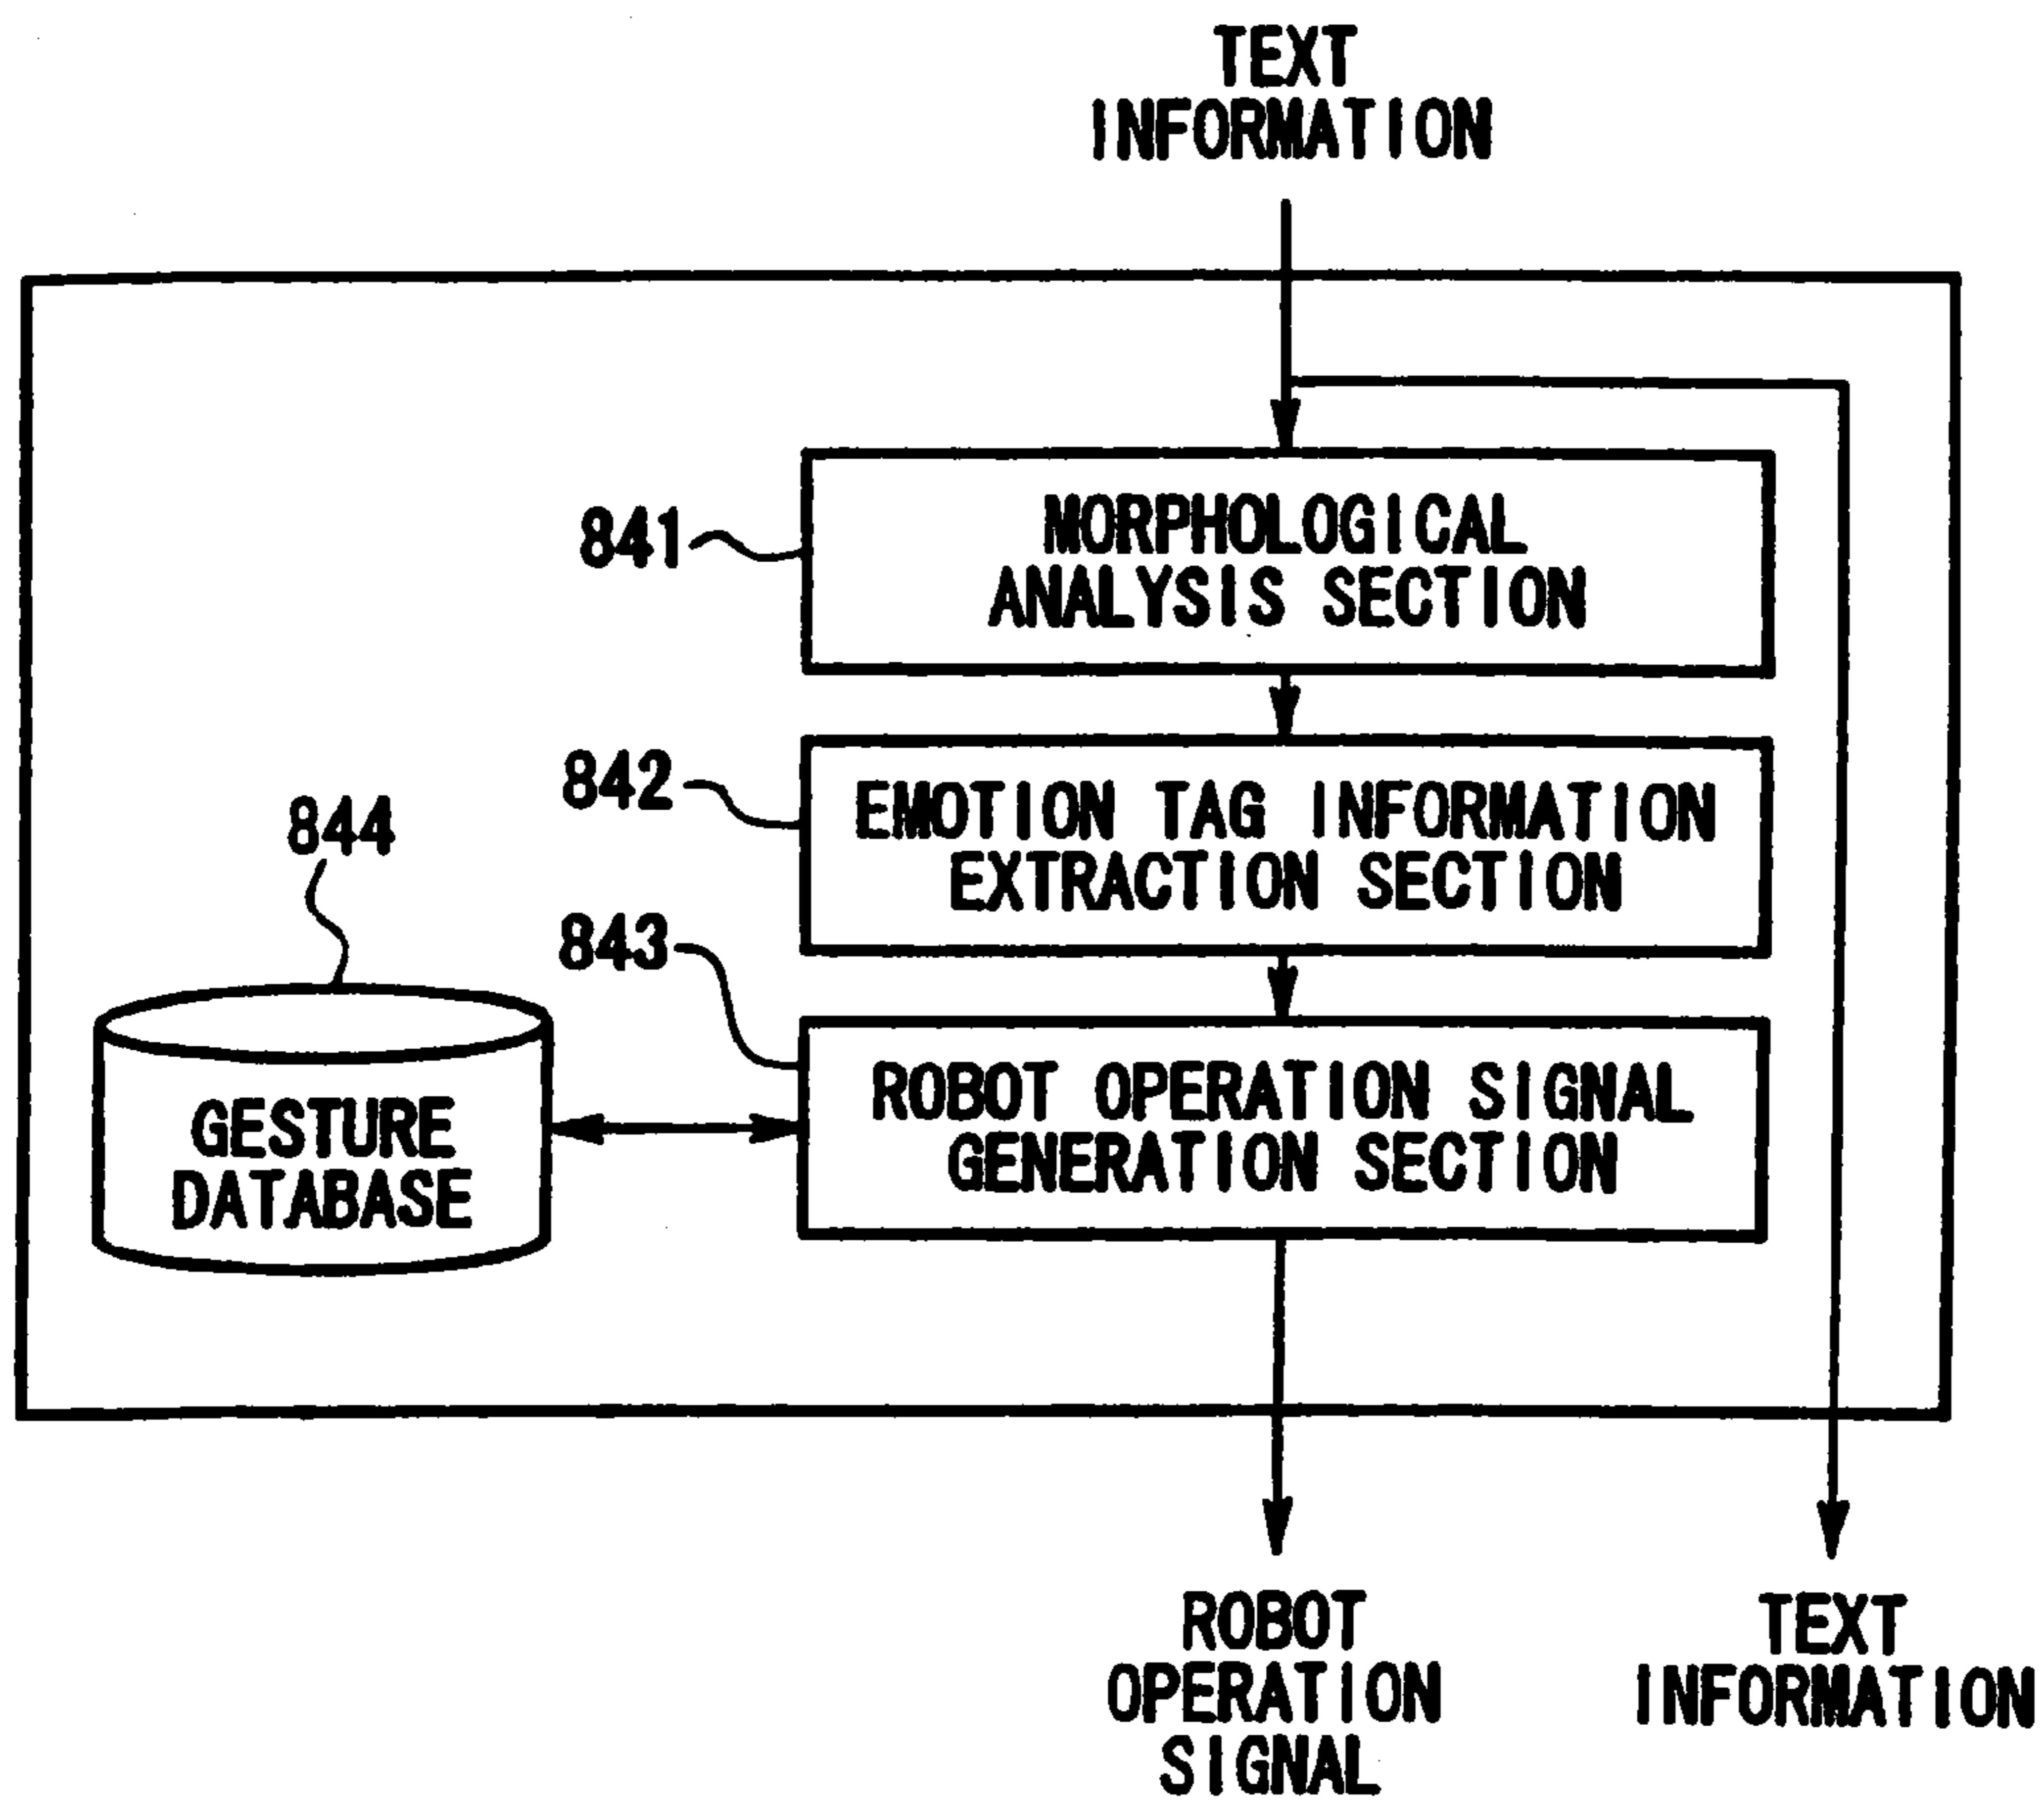 TEXT
INFORMATION
841
MORPHOLOGICAL
ANALYSIS SECTION
842
EMOTION TAG INFORMATION
EXTRACTION SECTION
844
843
ROBOT OPERATION SIGNAL
GENERATION SECTION
GESTURE
DATABASE
ROBOT
OPERATION
SIGNAL
TEXT
INFORMATION